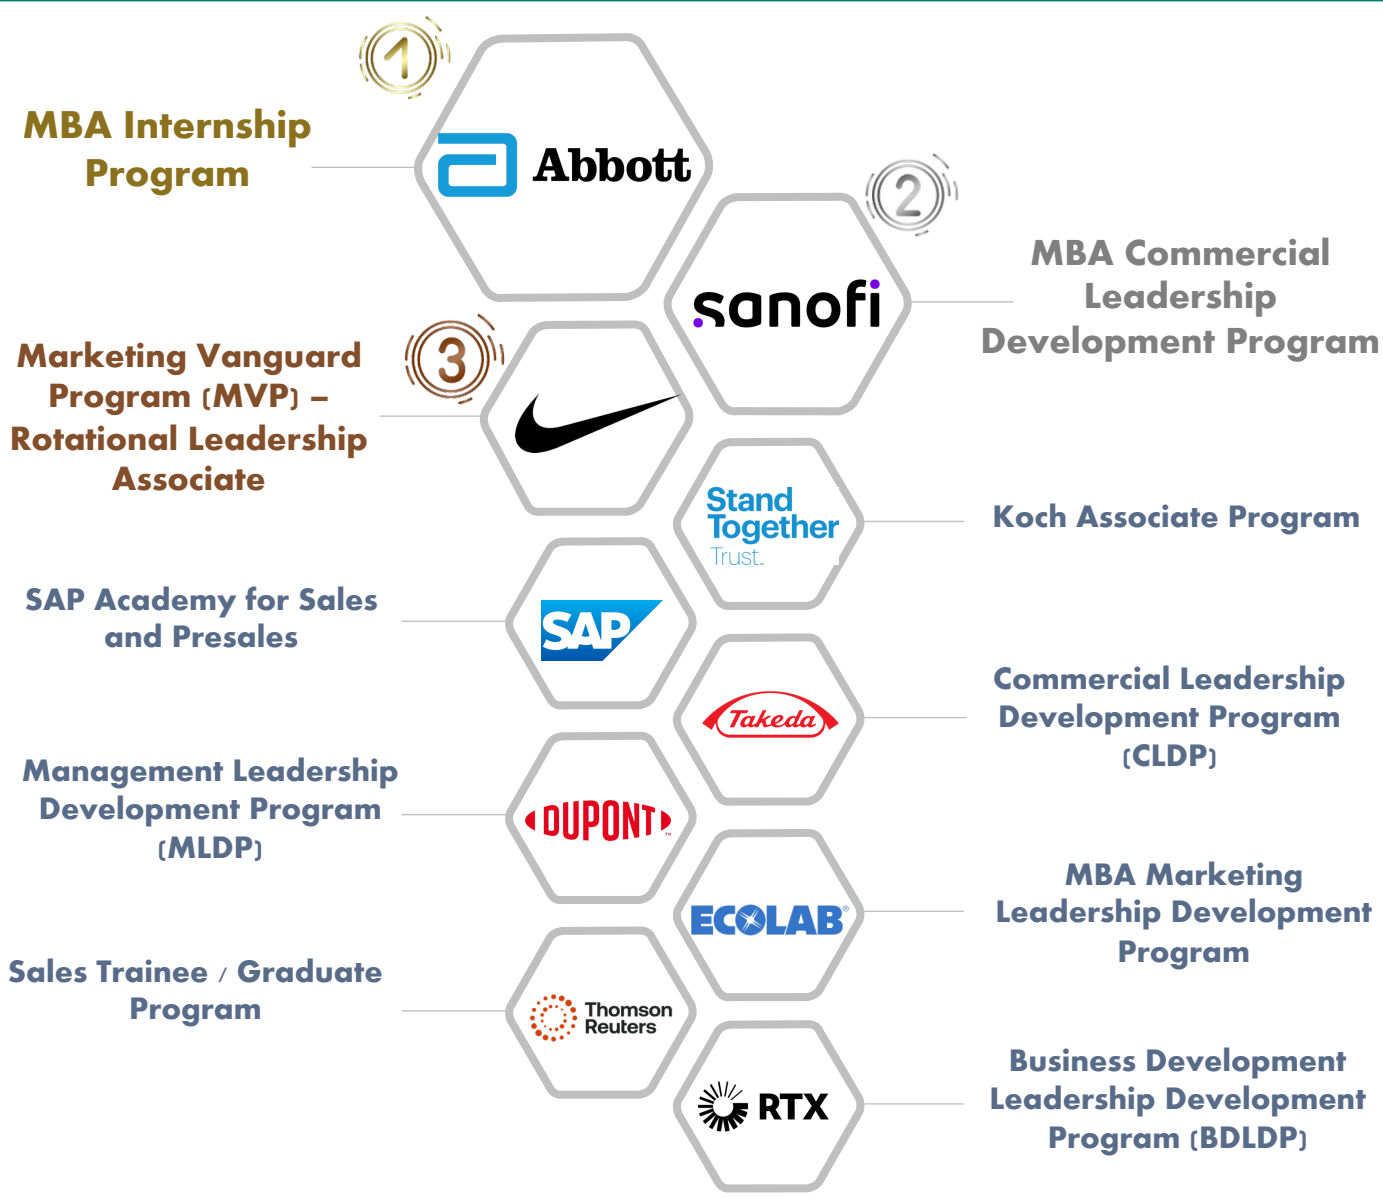 1
MBA Internship
Program
Abbott
2
MBA Commercial
Leadership
Development Program
sanofi
3
Marketing Vanguard
Program (MVP) –
Rotational Leadership
Associate
Stand
Together
Trust™
Koch Associate Program
SAP Academy for Sales
and Presales
SAP
Takeda
Commercial Leadership
Development Program
(CLDP)
Management Leadership
Development Program
(MLDP)
DUPONT™
ECOLAB®
MBA Marketing
Leadership Development
Program
Sales Trainee / Graduate
Program
Thomson
Reuters
RTX
Business Development
Leadership Development
Program (BDLDP)